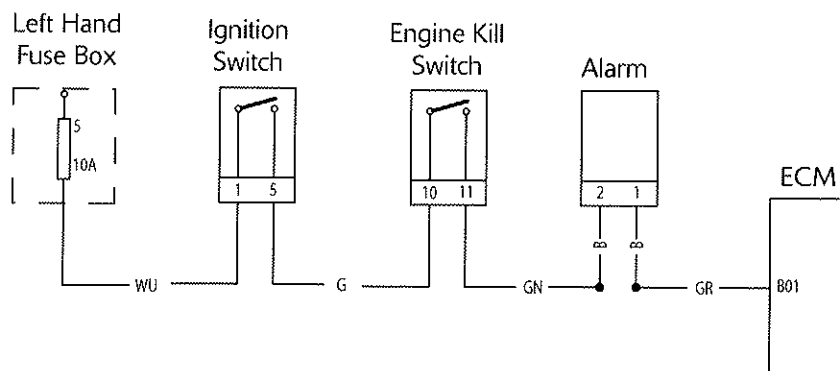 Left Hand
Fuse Box
Ignition
Switch
Engine Kill
Switch
Alarm
5
10A
1 5
10 11
2 1
ECM
B
B
WU
G
GN
GR
B01